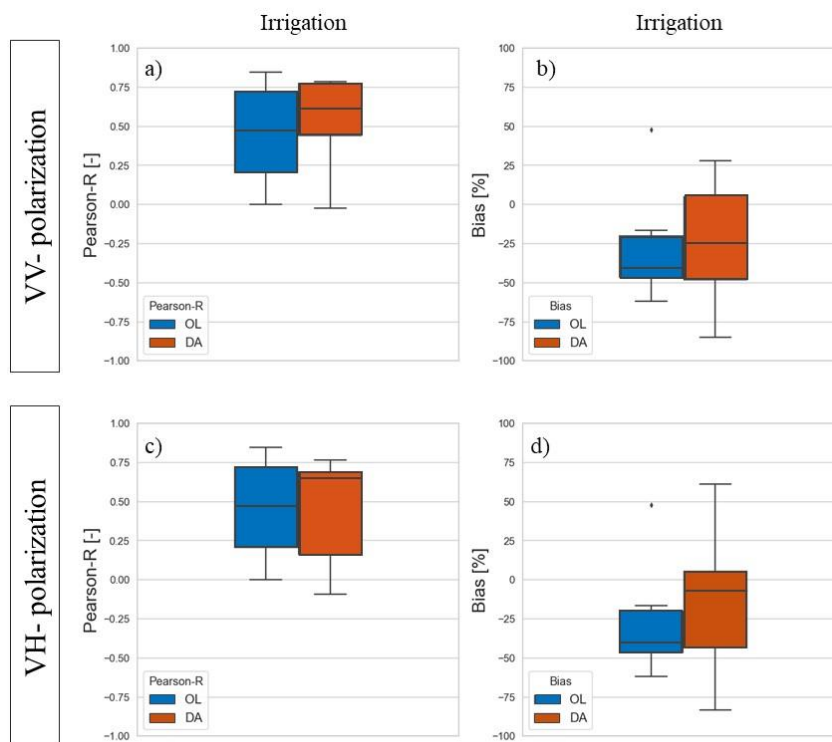 Irrigation
Irrigation
VV- polarization
a)
Pearson-R [-]
1.00
0.75
0.50
0.25
0.00
−0.25
−0.50
−0.75
−1.00
Pearson-R
OL
DA
b)
Bias [%]
100
75
50
25
0
−25
−50
−75
−100
Bias
OL
DA
VH- polarization
c)
Pearson-R [-]
1.00
0.75
0.50
0.25
0.00
−0.25
−0.50
−0.75
−1.00
Pearson-R
OL
DA
d)
Bias [%]
100
75
50
25
0
−25
−50
−75
−100
Bias
OL
DA